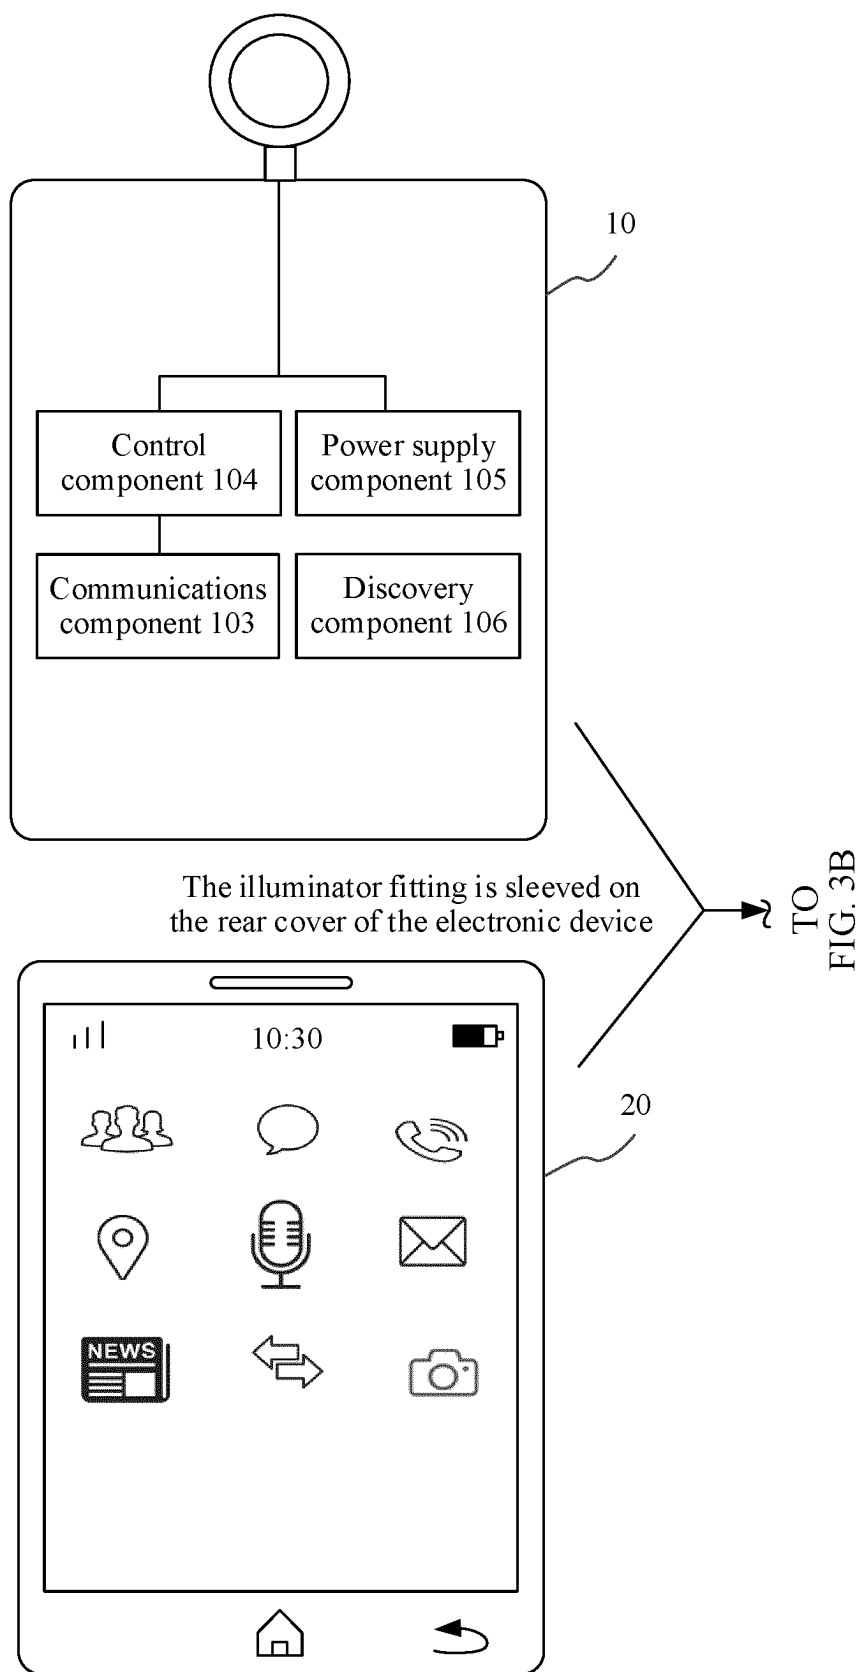 10
Control
component 104
Power supply
component 105
Communications
component 103
Discovery
component 106
The illuminator fitting is sleeved on
the rear cover of the electronic device
TO
FIG. 3B
10:30
20
NEWS